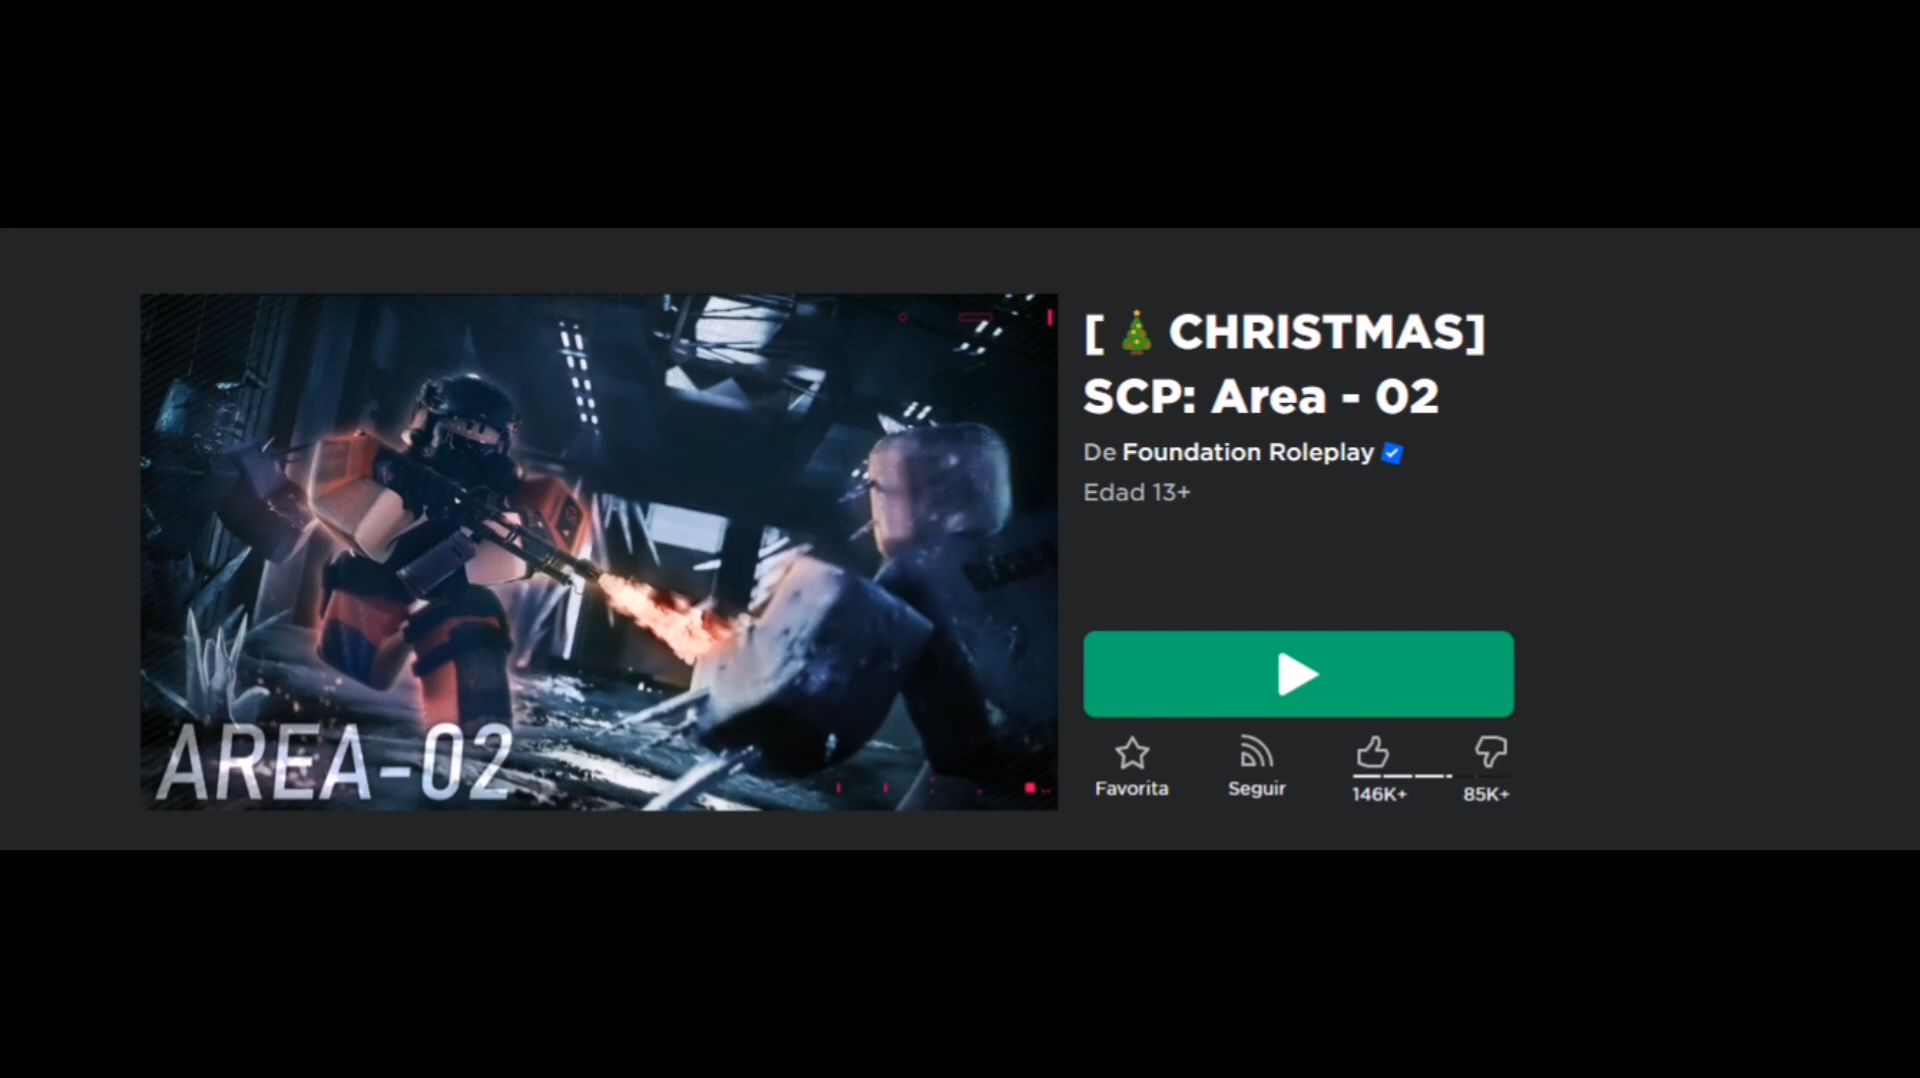 [🎄CHRISTMAS]
SCP: Area - 02
De Foundation Roleplay
Edad 13+
AREA-02
Favorita
Seguir
146K+
85K+